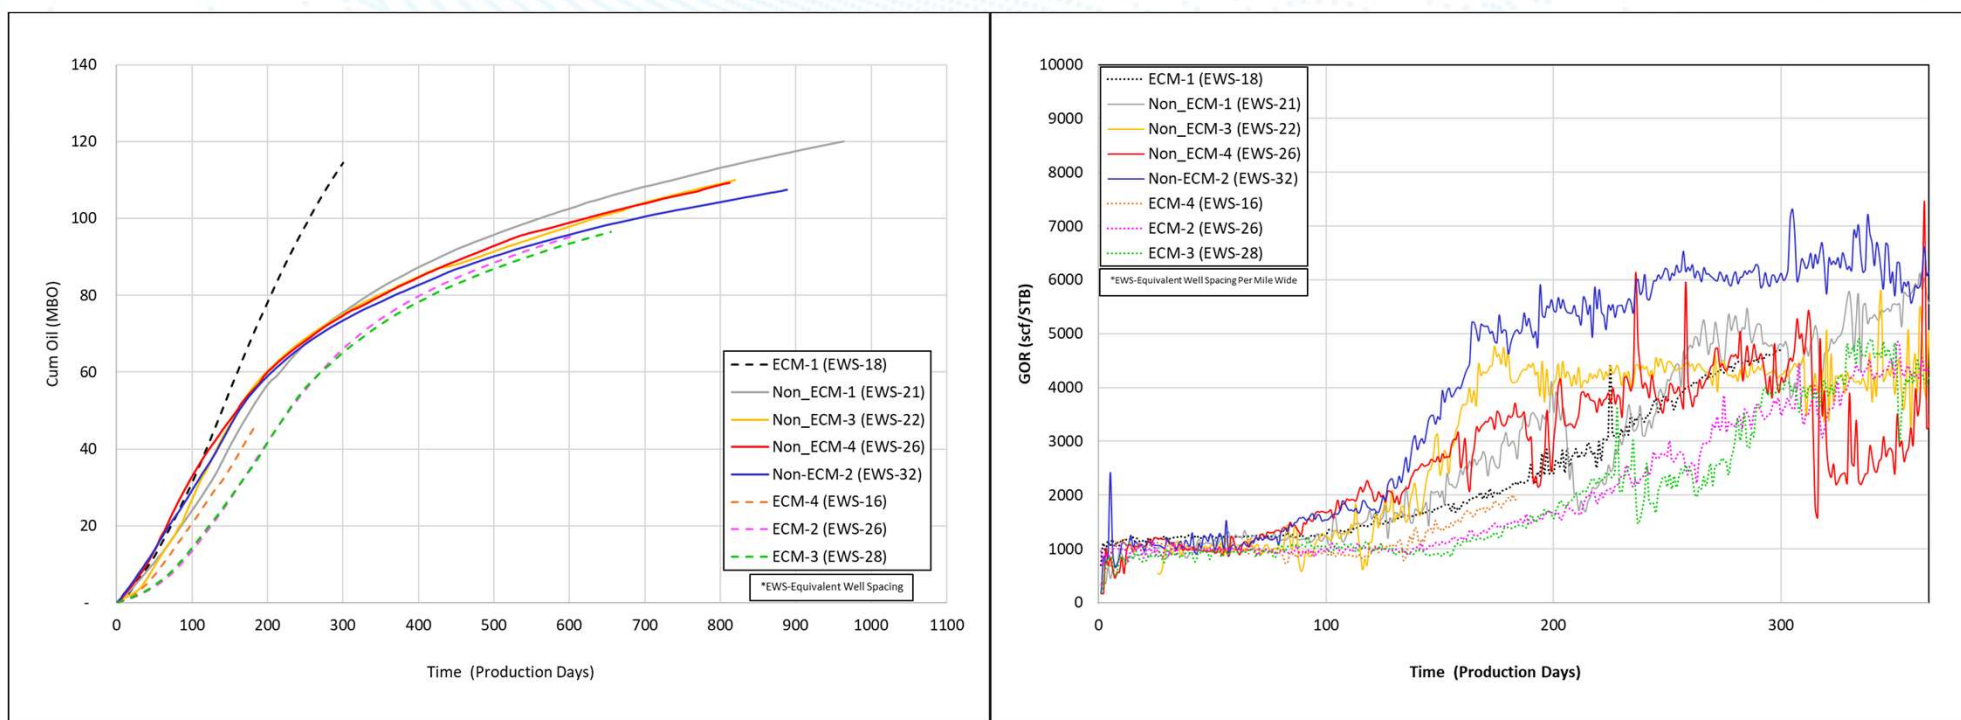 140
120
100
80
60
40
20
-
Cum Oil (MBO)
0 100 200 300 400 500 600 700 800 900 1000 1100
Time (Production Days)
ECM-1 (EWS-18)
Non_ECM-1 (EWS-21)
Non_ECM-3 (EWS-22)
Non_ECM-4 (EWS-26)
Non-ECM-2 (EWS-32)
ECM-4 (EWS-16)
ECM-2 (EWS-26)
ECM-3 (EWS-28)
*EWS-Equivalent Well Spacing
10000
9000
8000
7000
6000
5000
4000
3000
2000
1000
0
GOR (scf/STB)
0 100 200 300
Time (Production Days)
ECM-1 (EWS-18)
Non_ECM-1 (EWS-21)
Non_ECM-3 (EWS-22)
Non_ECM-4 (EWS-26)
Non-ECM-2 (EWS-32)
ECM-4 (EWS-16)
ECM-2 (EWS-26)
ECM-3 (EWS-28)
*EWS-Equivalent Well Spacing Per Mile Wide